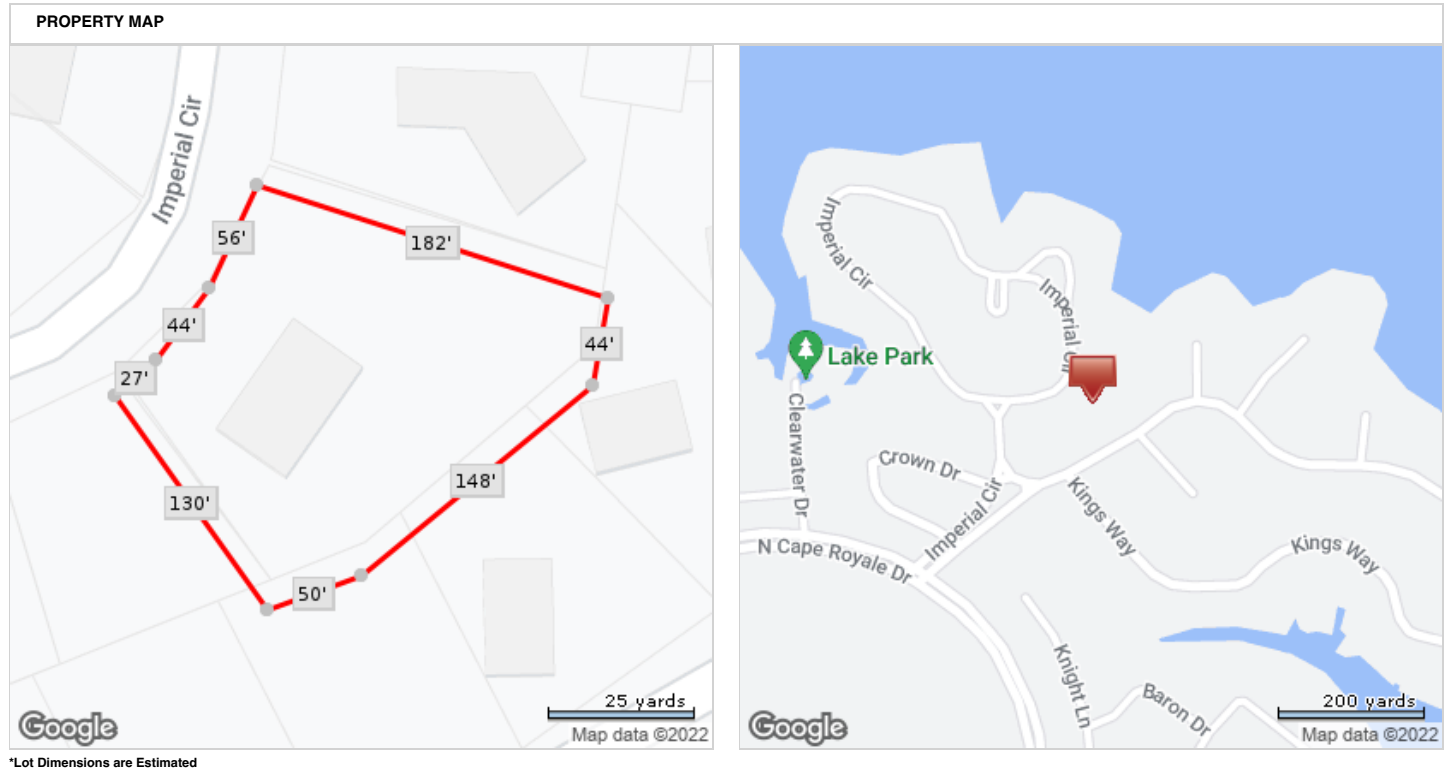 PROPERTY MAP
Imperial Cir
56'
182'
44'
44'
27'
148'
130'
50'
25 yards
Google
Map data ©2022
Imperial Cir
Imperial Cir
Lake Park
Clearwater Dr
Crown Dr
Imperial Cir
Kings Way
Kings Way
N Cape Royale Dr
Knight Ln
Baron Dr
200 yards
Google
Map data ©2022
*Lot Dimensions are Estimated